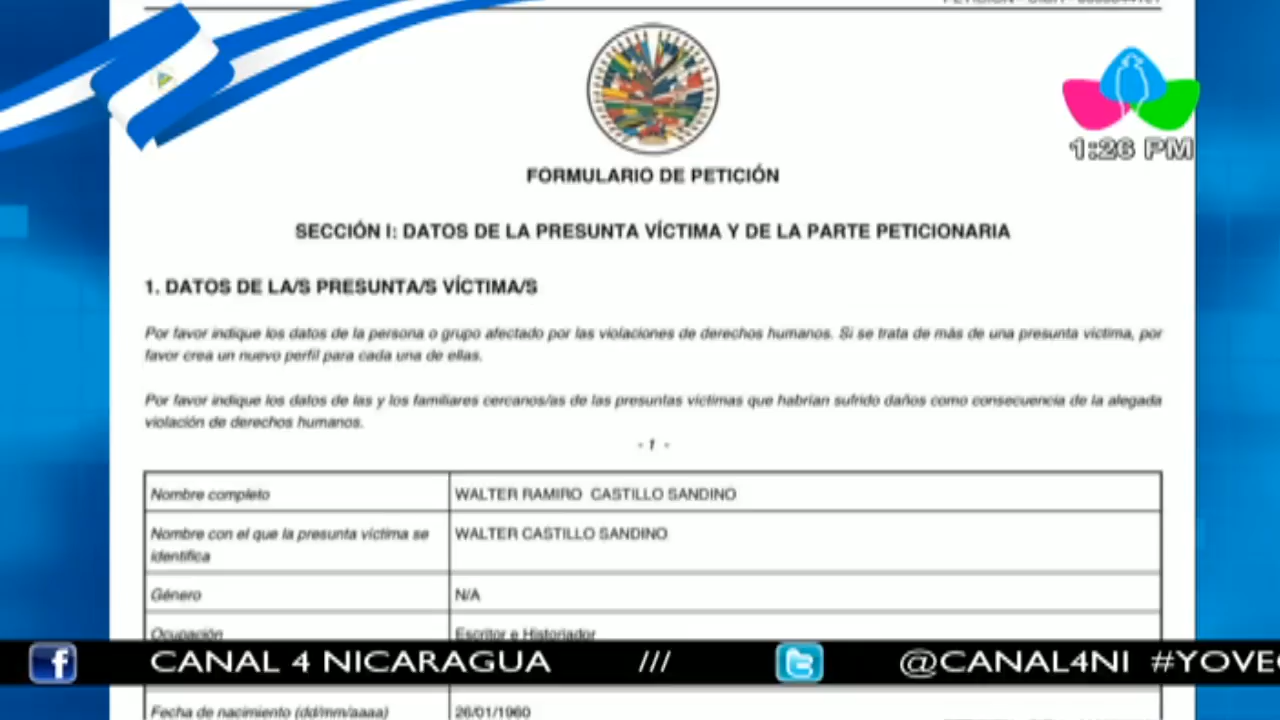 FORMULARIO DE PETICIÓN
1:26 PM
SECCIÓN I: DATOS DE LA PRESUNTA VÍCTIMA Y DE LA PARTE PETICIONARIA
1. DATOS DE LA/S PRESUNTA/S VÍCTIMA/S
Por favor indique los datos de la persona o grupo afectado por las violaciones de derechos humanos. Si se trata de más de una presunta víctima, por
favor crea un nuevo perfil para cada una de ellas.
Por favor indique los datos de las y los familiares cercanos/as de las presuntas víctimas que habrían sufrido daños como consecuencia de la alegada
violación de derechos humanos.
- 1 -
Nombre completo WALTER RAMIRO CASTILLO SANDINO
Nombre con el que la presunta víctima se WALTER CASTILLO SANDINO
identifica
Género N/A
Ocupación Escritor e Historiador
CANAL 4 NICARAGUA /// @CANAL4NI #YOVE
Fecha de nacimiento (dd/mm/aaaa) 26/01/1960